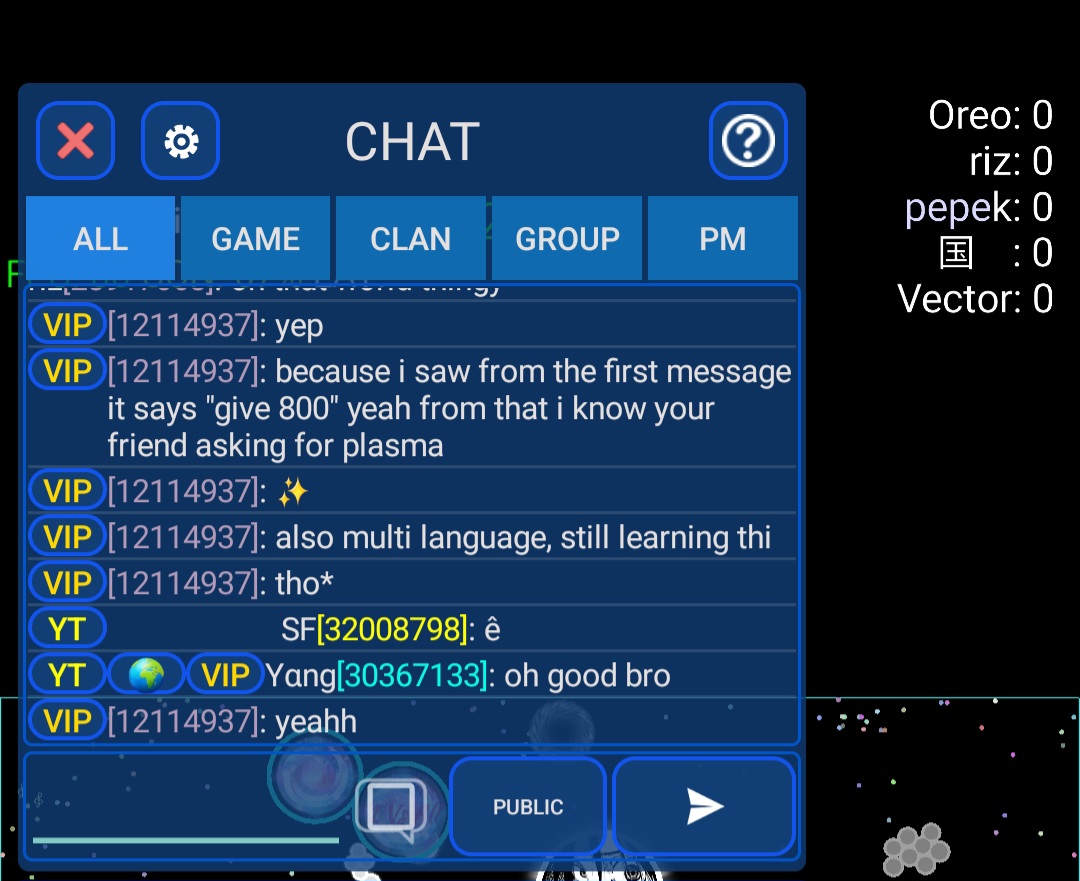 CHAT
Oreo: 0
riz: 0
pepek: 0
国 : 0
Vector: 0
ALL
GAME
CLAN
GROUP
PM
VIP [12114937]: yep
VIP [12114937]: because i saw from the first message
it says "give 800" yeah from that i know your
friend asking for plasma
VIP [12114937]: ✨
VIP [12114937]: also multi language, still learning thi
VIP [12114937]: tho*
YT SF[32008798]: ê
YT 🌍 VIP Yɑng[30367133]: oh good bro
VIP [12114937]: yeahh
PUBLIC